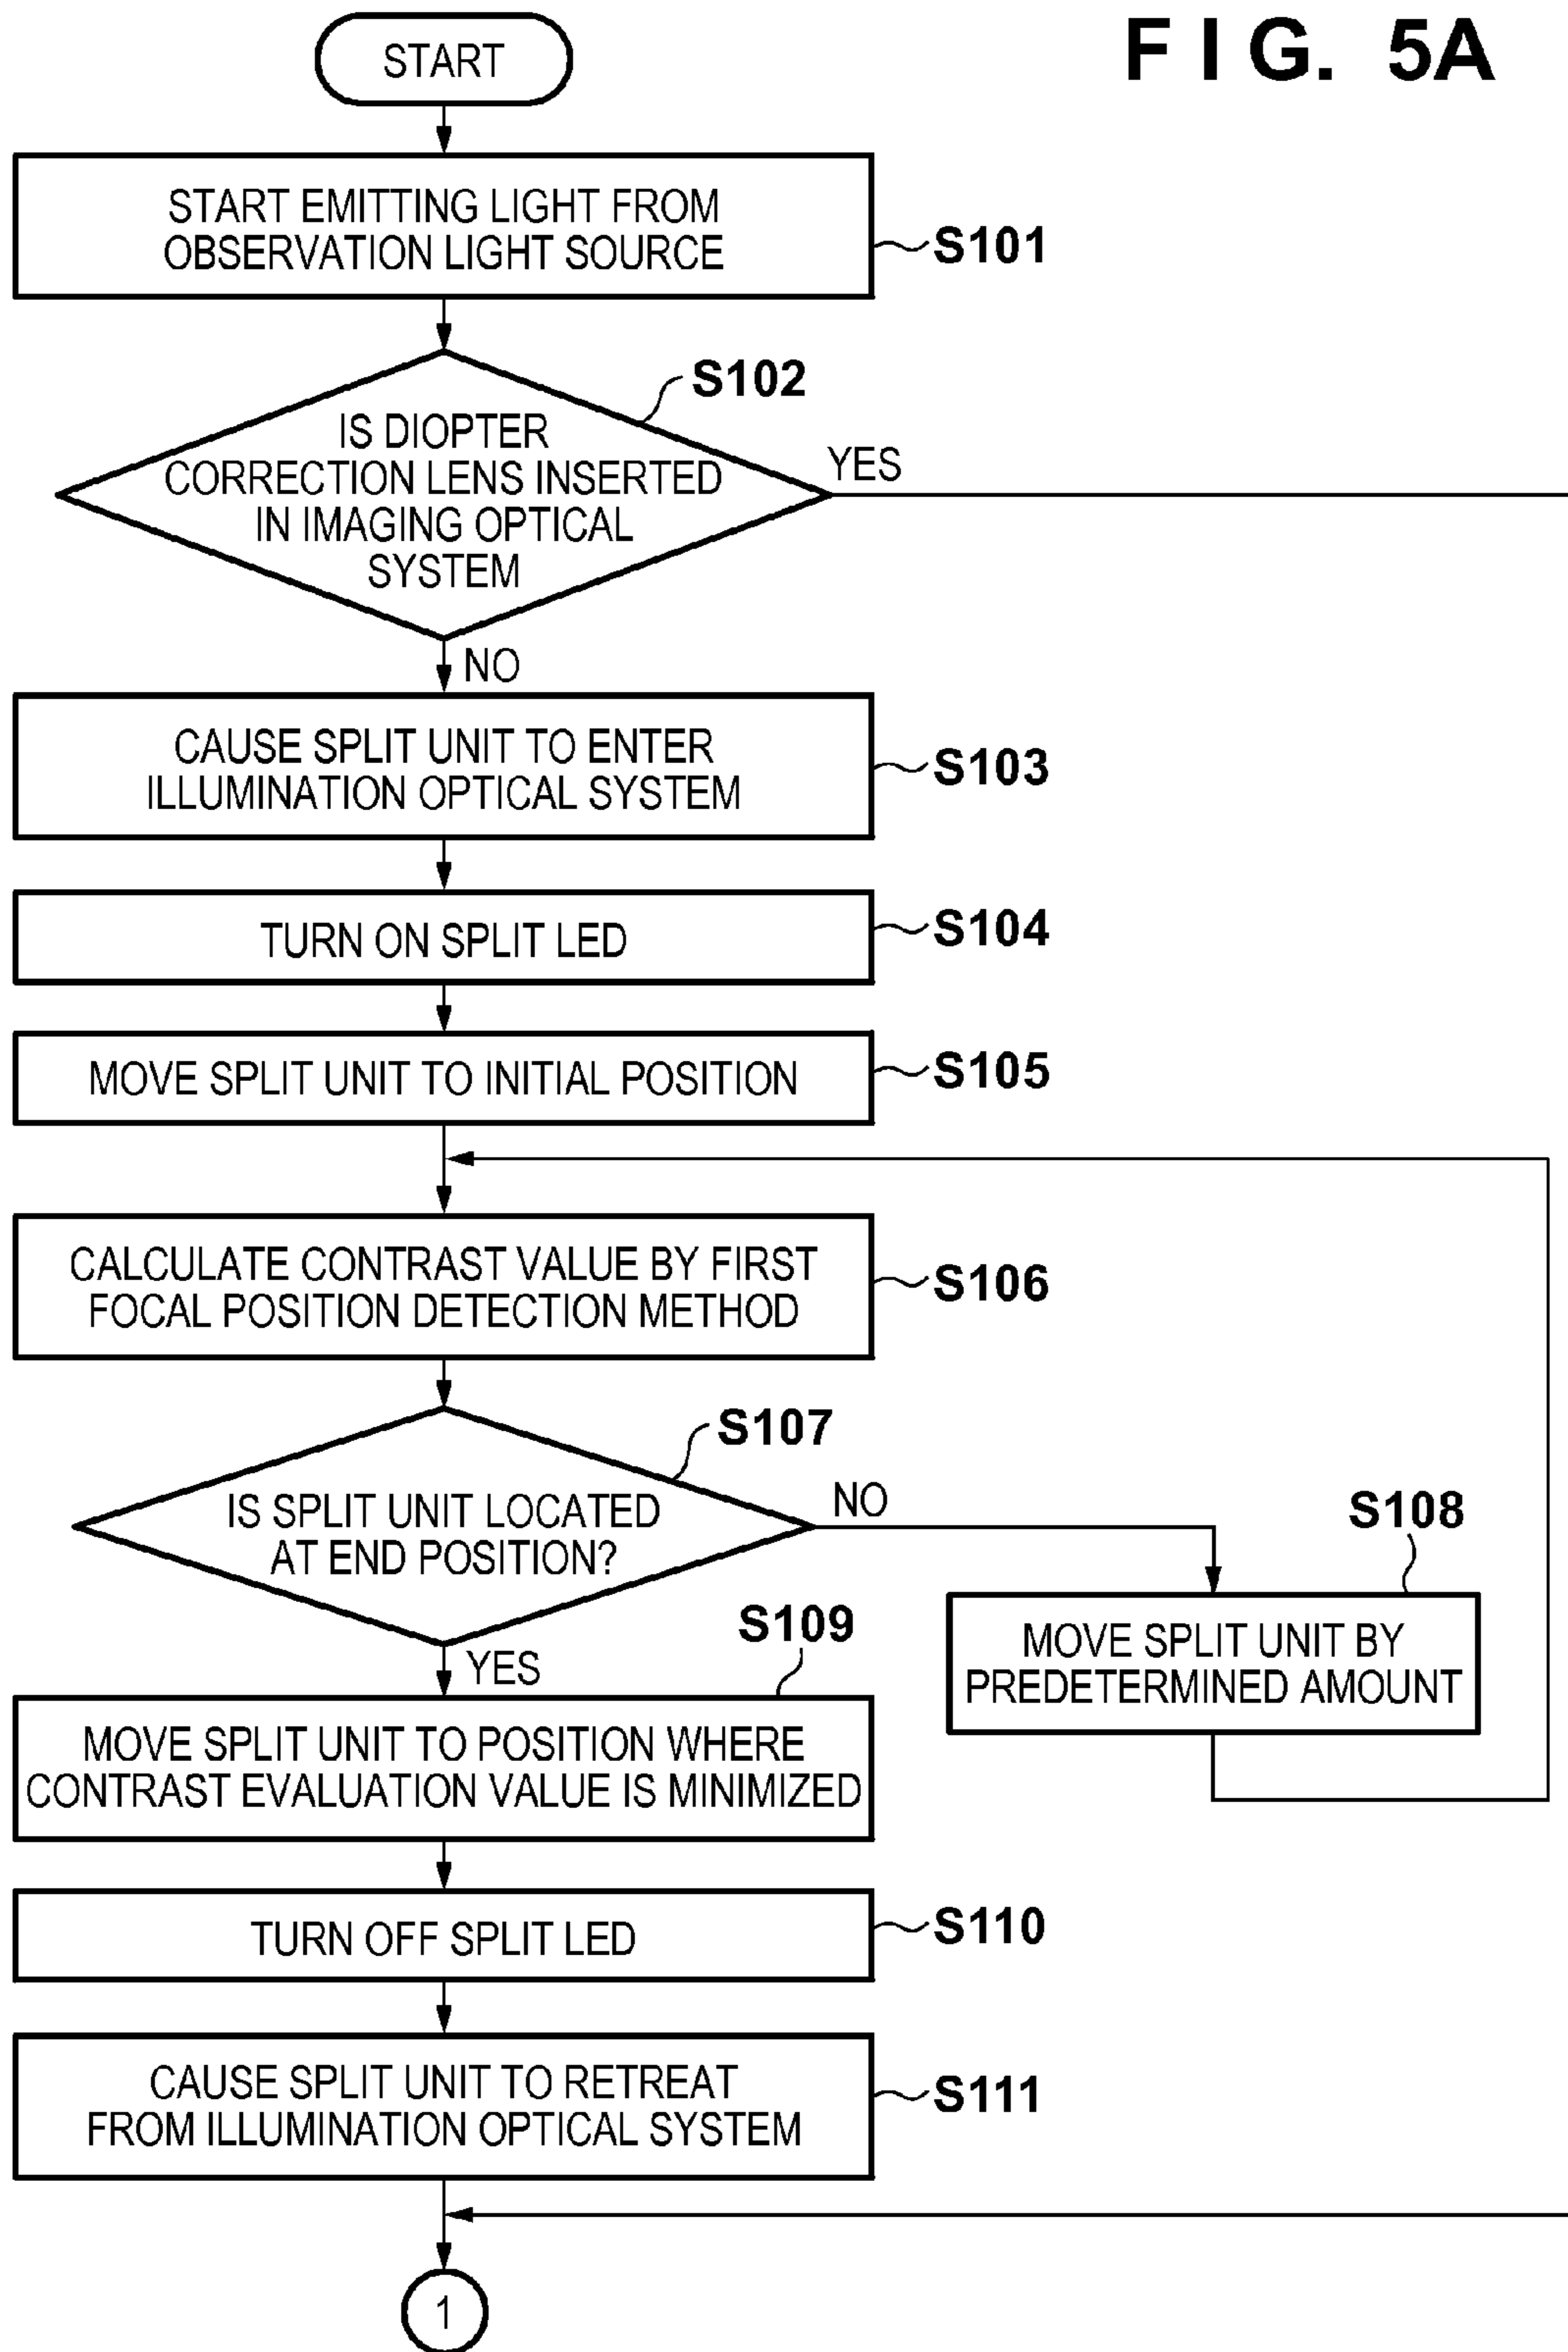 F I G. 5A
START
START EMITTING LIGHT FROM
OBSERVATION LIGHT SOURCE
S101
S102
IS DIOPTER
CORRECTION LENS INSERTED
IN IMAGING OPTICAL
SYSTEM
YES
NO
CAUSE SPLIT UNIT TO ENTER
ILLUMINATION OPTICAL SYSTEM
S103
TURN ON SPLIT LED
S104
MOVE SPLIT UNIT TO INITIAL POSITION
S105
CALCULATE CONTRAST VALUE BY FIRST
FOCAL POSITION DETECTION METHOD
S106
S107
IS SPLIT UNIT LOCATED
AT END POSITION?
NO
S108
MOVE SPLIT UNIT BY
PREDETERMINED AMOUNT
YES
S109
MOVE SPLIT UNIT TO POSITION WHERE
CONTRAST EVALUATION VALUE IS MINIMIZED
TURN OFF SPLIT LED
S110
CAUSE SPLIT UNIT TO RETREAT
FROM ILLUMINATION OPTICAL SYSTEM
S111
1